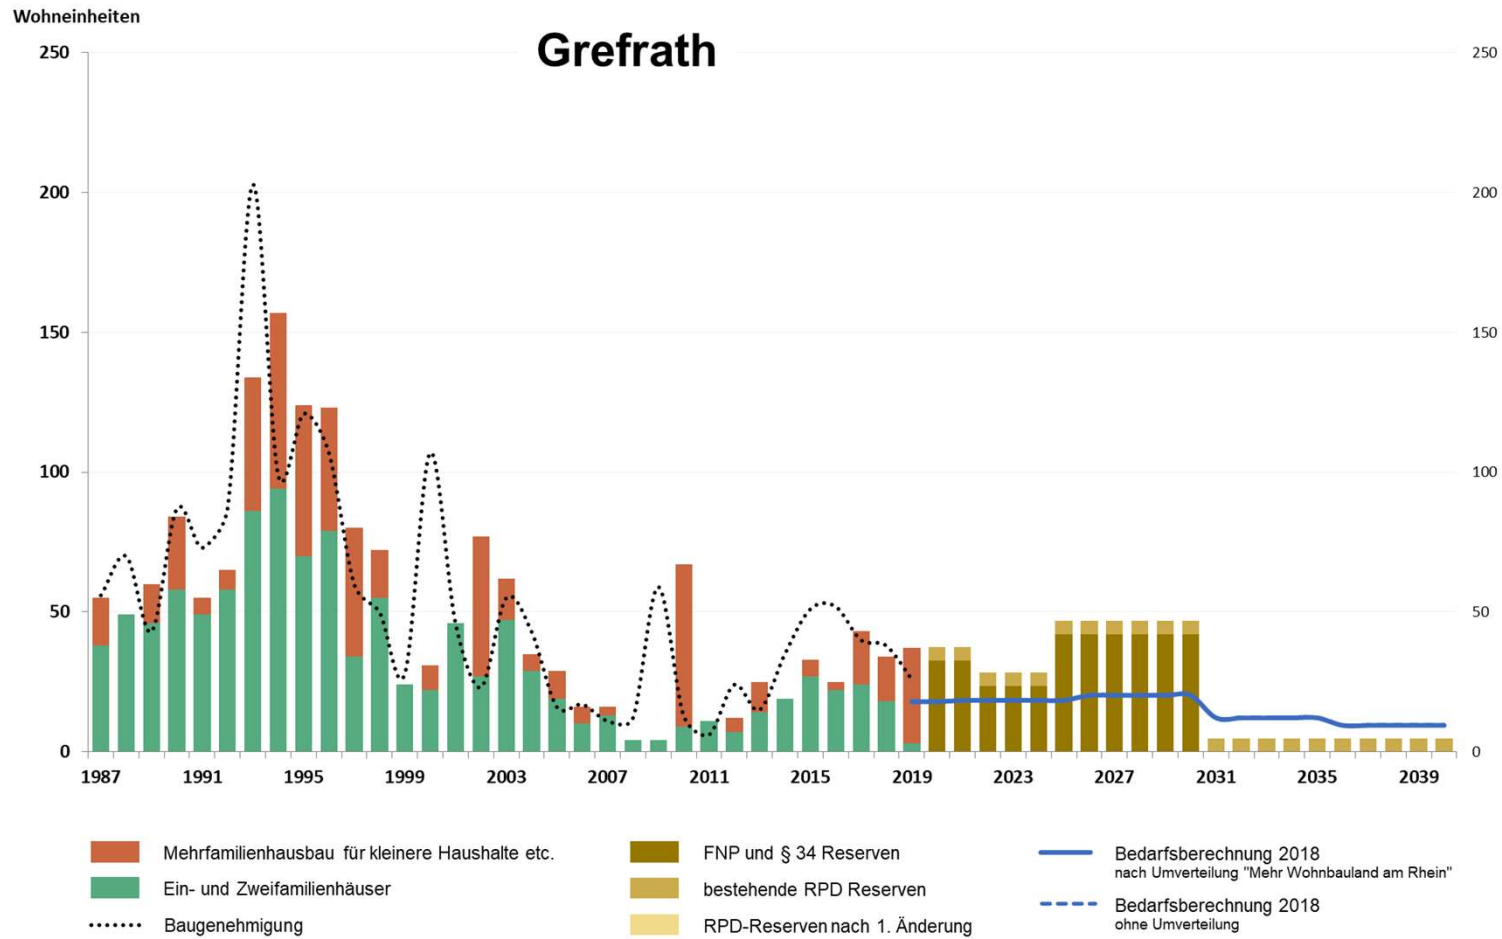 Wohneinheiten
Grefrath
250
200
150
100
50
0
250
200
150
100
50
0
1987 1991 1995 1999 2003 2007 2011 2015 2019 2023 2027 2031 2035 2039
Mehrfamilienhausbau für kleinere Haushalte etc.
Ein- und Zweifamilienhäuser
Baugenehmigung
FNP und § 34 Reserven
bestehende RPD Reserven
RPD-Reserven nach 1. Änderung
Bedarfsberechnung 2018
nach Umverteilung "Mehr Wohnbauland am Rhein"
Bedarfsberechnung 2018
ohne Umverteilung